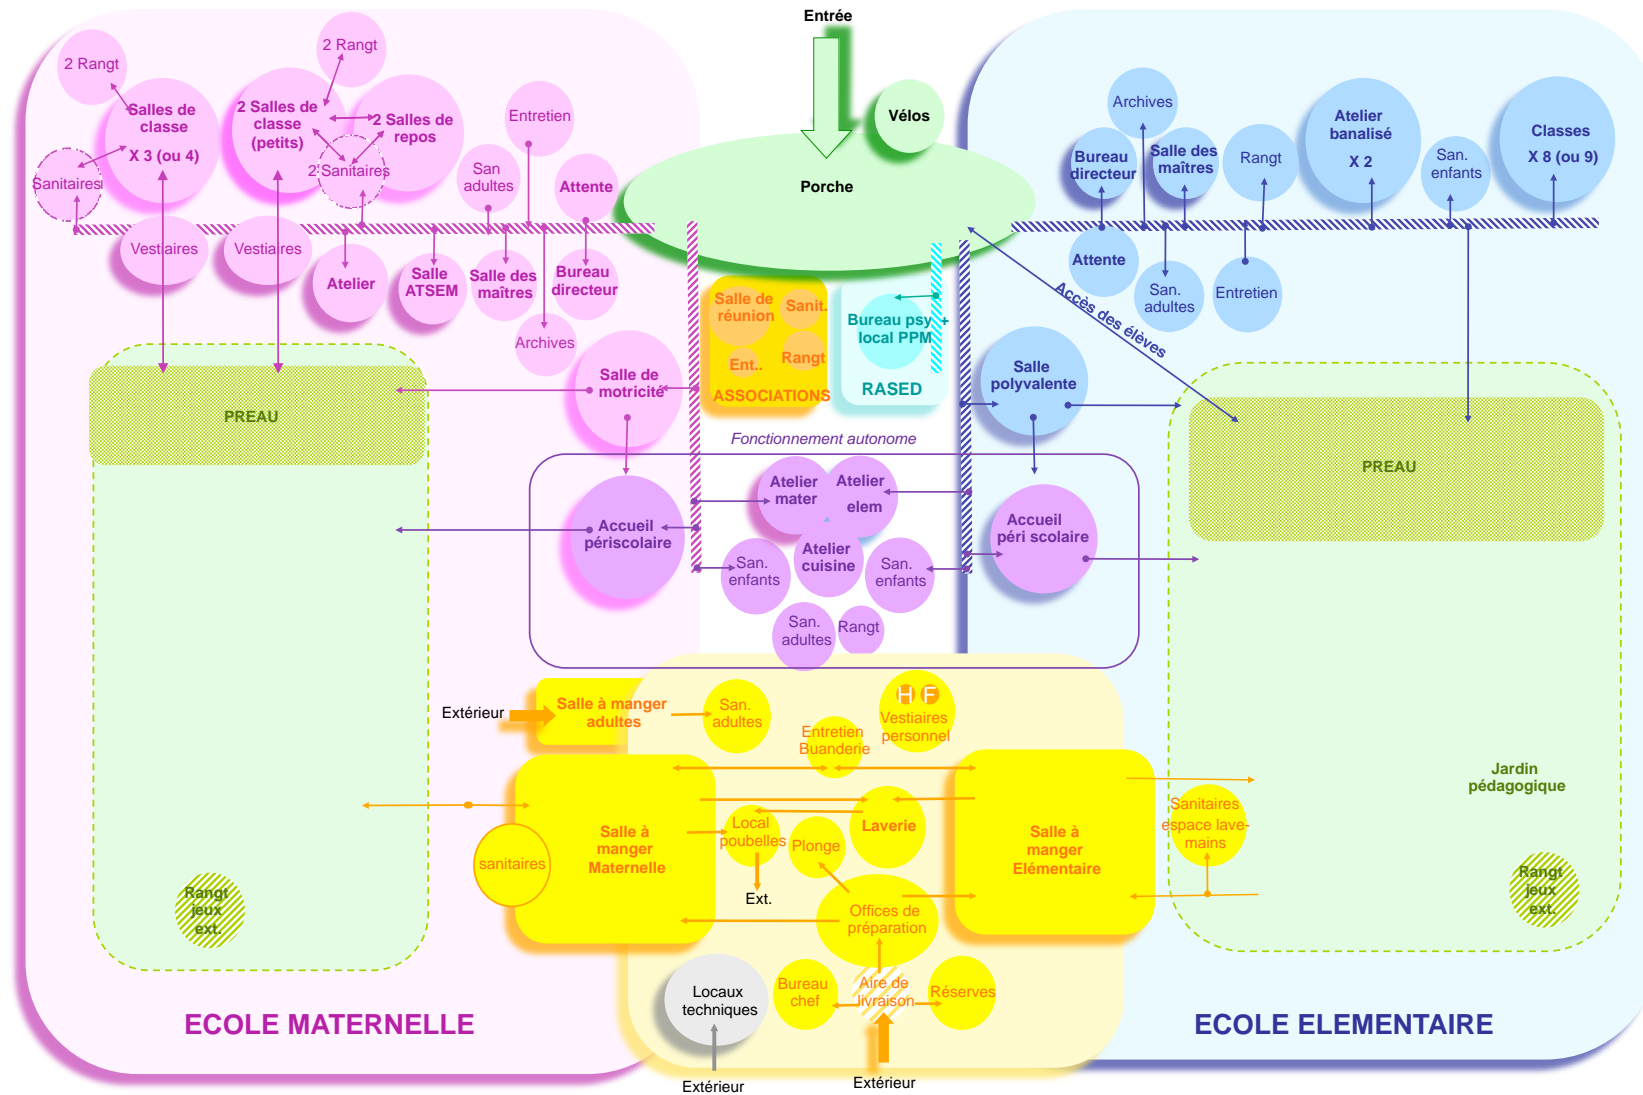 Entrée
2 Rangt
2 Rangt
Salles de
classe
X 3 (ou 4)
2 Salles de
classe
(petits)
2 Salles de
repos
Sanitaires
2 Sanitaires
Vestiaires
Vestiaires
Entretien
San
adultes
Attente
Atelier
Salle
ATSEM
Salle des
maîtres
Bureau
directeur
Archives
Vélos
Porche
Archives
Bureau
directeur
Salle des
maîtres
Rangt
Atelier
banalisé
X 2
San.
enfants
Classes
X 8 (ou 9)
Attente
San.
adultes
Entretien
Accès des élèves
Salle de
réunion
Sanit.
Ent..
Rangt
ASSOCIATIONS
Bureau psy +
local PPM
RASED
Salle de
motricité
Salle
polyvalente
PREAU
PREAU
Fonctionnement autonome
Accueil
périscolaire
Atelier
mater
Atelier
elem
Atelier
cuisine
San.
enfants
San.
enfants
San.
adultes
Rangt
Accueil
péri scolaire
Extérieur
Salle à manger
adultes
San.
adultes
H F
Vestiaires
personnel
Entretien
Buanderie
Salle à
manger
Maternelle
sanitaires
Local
poubelles
Ext.
Plonge
Laverie
Salle à
manger
Elémentaire
Sanitaires
espace lave-
mains
Jardin
pédagogique
Rangt
jeux
ext.
Rangt
jeux
ext.
Offices de
préparation
Locaux
techniques
Bureau
chef
Aire de
livraison
Réserves
ECOLE MATERNELLE
ECOLE ELEMENTAIRE
Extérieur
Extérieur